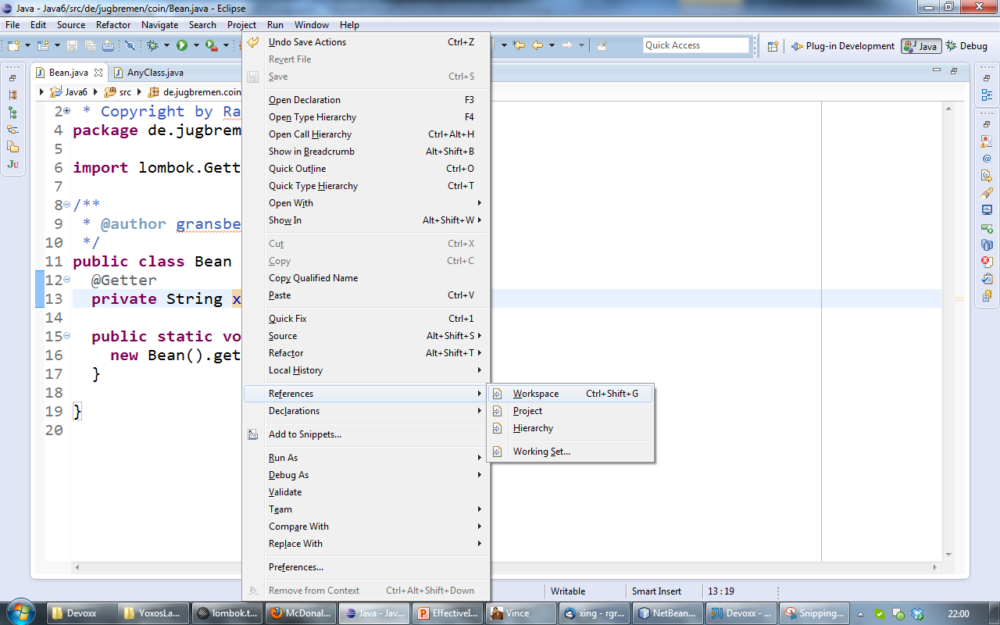 Java - Java6/src/de/jugbremen/coin/Bean.java - Eclipse
File Edit Source Refactor Navigate Search Project Run Window Help
Quick Access
Plug-in Development
Java
Debug
Bean.java
AnyClass.java
Java6
src
de.jugbremen.coin
2 * Copyright by Ra
4 package de.jugbrem
5
6 import lombok.Gett
7
8 /**
9 * @author gransbe
10 */
11 public class Bean
12 @Getter
13 private String x
14
15 public static vo
16 new Bean().get
17 }
18
19 }
20
Undo Save Actions Ctrl+Z
Revert File
Save Ctrl+S
Open Declaration F3
Open Type Hierarchy F4
Open Call Hierarchy Ctrl+Alt+H
Show in Breadcrumb Alt+Shift+B
Quick Outline Ctrl+O
Quick Type Hierarchy Ctrl+T
Open With
Show In Alt+Shift+W
Cut Ctrl+X
Copy Ctrl+C
Copy Qualified Name
Paste Ctrl+V
Quick Fix Ctrl+1
Source Alt+Shift+S
Refactor Alt+Shift+T
Local History
References
Declarations
Add to Snippets...
Run As
Debug As
Validate
Team
Compare With
Replace With
Preferences...
Remove from Context Ctrl+Alt+Shift+Down
Workspace Ctrl+Shift+G
Project
Hierarchy
Working Set...
Writable
Smart Insert
13 : 19
Devoxx
YoxosLa...
lombok.t...
McDonal...
Java - Jav...
EffectiveJ...
Vince
xing - rgr...
NetBean...
Devoxx - ...
Snipping...
22:00